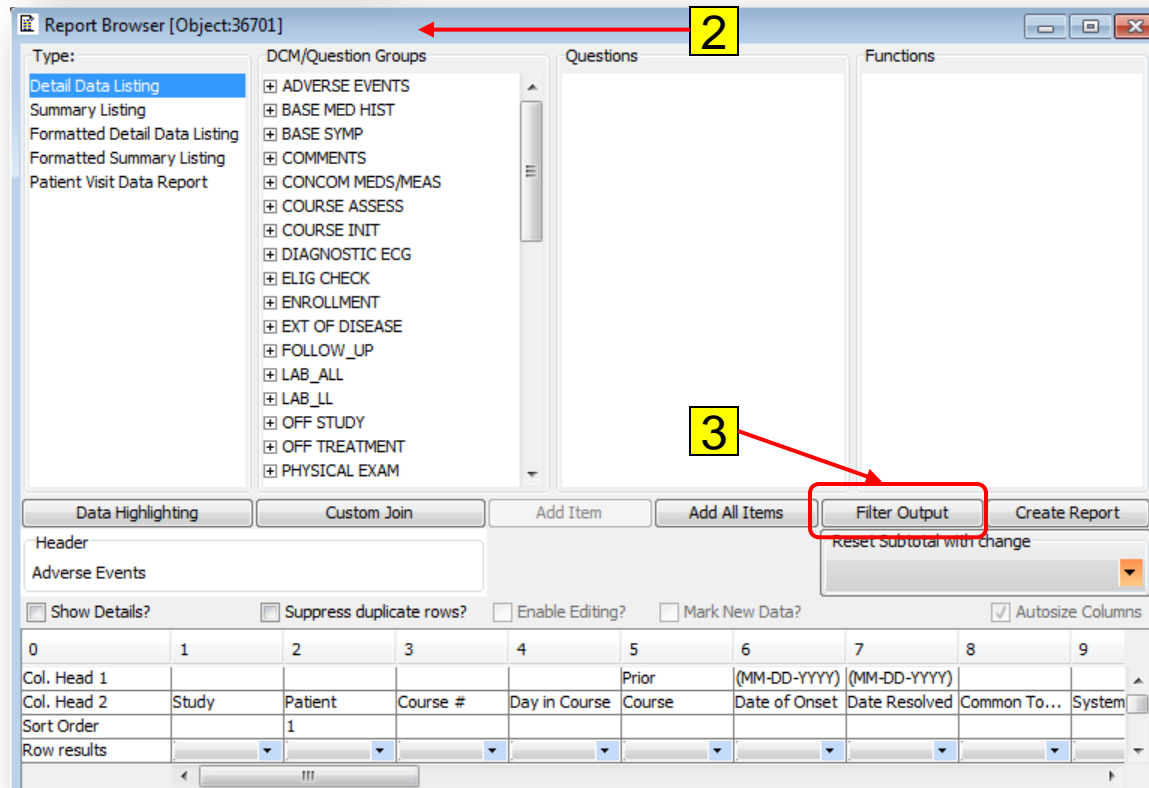 Report Browser [Object:36701]
2
Type:
Detail Data Listing
Summary Listing
Formatted Detail Data Listing
Formatted Summary Listing
Patient Visit Data Report
DCM/Question Groups
ADVERSE EVENTS
BASE MED HIST
BASE SYMP
COMMENTS
CONCOM MEDS/MEAS
COURSE ASSESS
COURSE INIT
DIAGNOSTIC ECG
ELIG CHECK
ENROLLMENT
EXT OF DISEASE
FOLLOW_UP
LAB_ALL
LAB_LL
OFF STUDY
OFF TREATMENT
PHYSICAL EXAM
Questions
Functions
3
Data Highlighting Custom Join Add Item Add All Items Filter Output Create Report
Header
Adverse Events
Reset Subtotal with change
Show Details? Suppress duplicate rows? Enable Editing? Mark New Data? Autosize Columns
0 1 2 3 4 5 6 7 8 9
Col. Head 1 Prior (MM-DD-YYYY) (MM-DD-YYYY)
Col. Head 2 Study Patient Course # Day in Course Course Date of Onset Date Resolved Common To... System
Sort Order 1
Row results